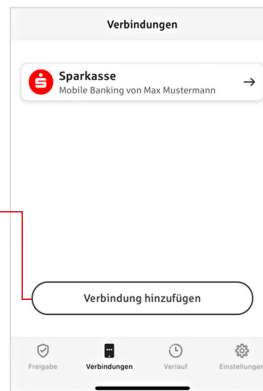 Verbindungen
Sparkasse
Mobile Banking von Max Mustermann
Verbindung hinzufügen
Freigabe
Verbindungen
Verlauf
Einstellungen